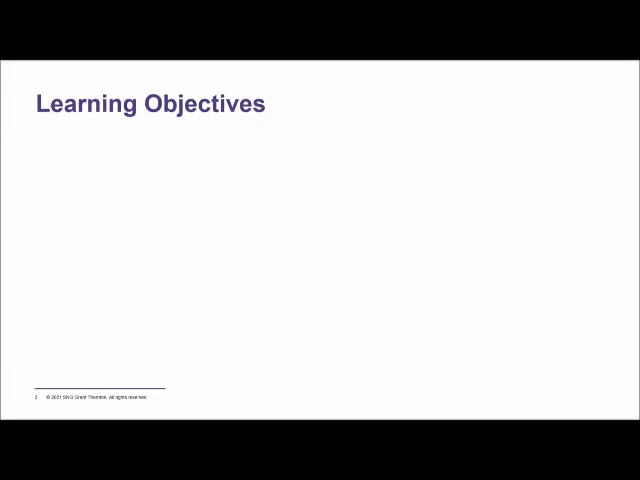 Learning Objectives
2 © 2021 SNG Grant Thornton. All rights reserved.